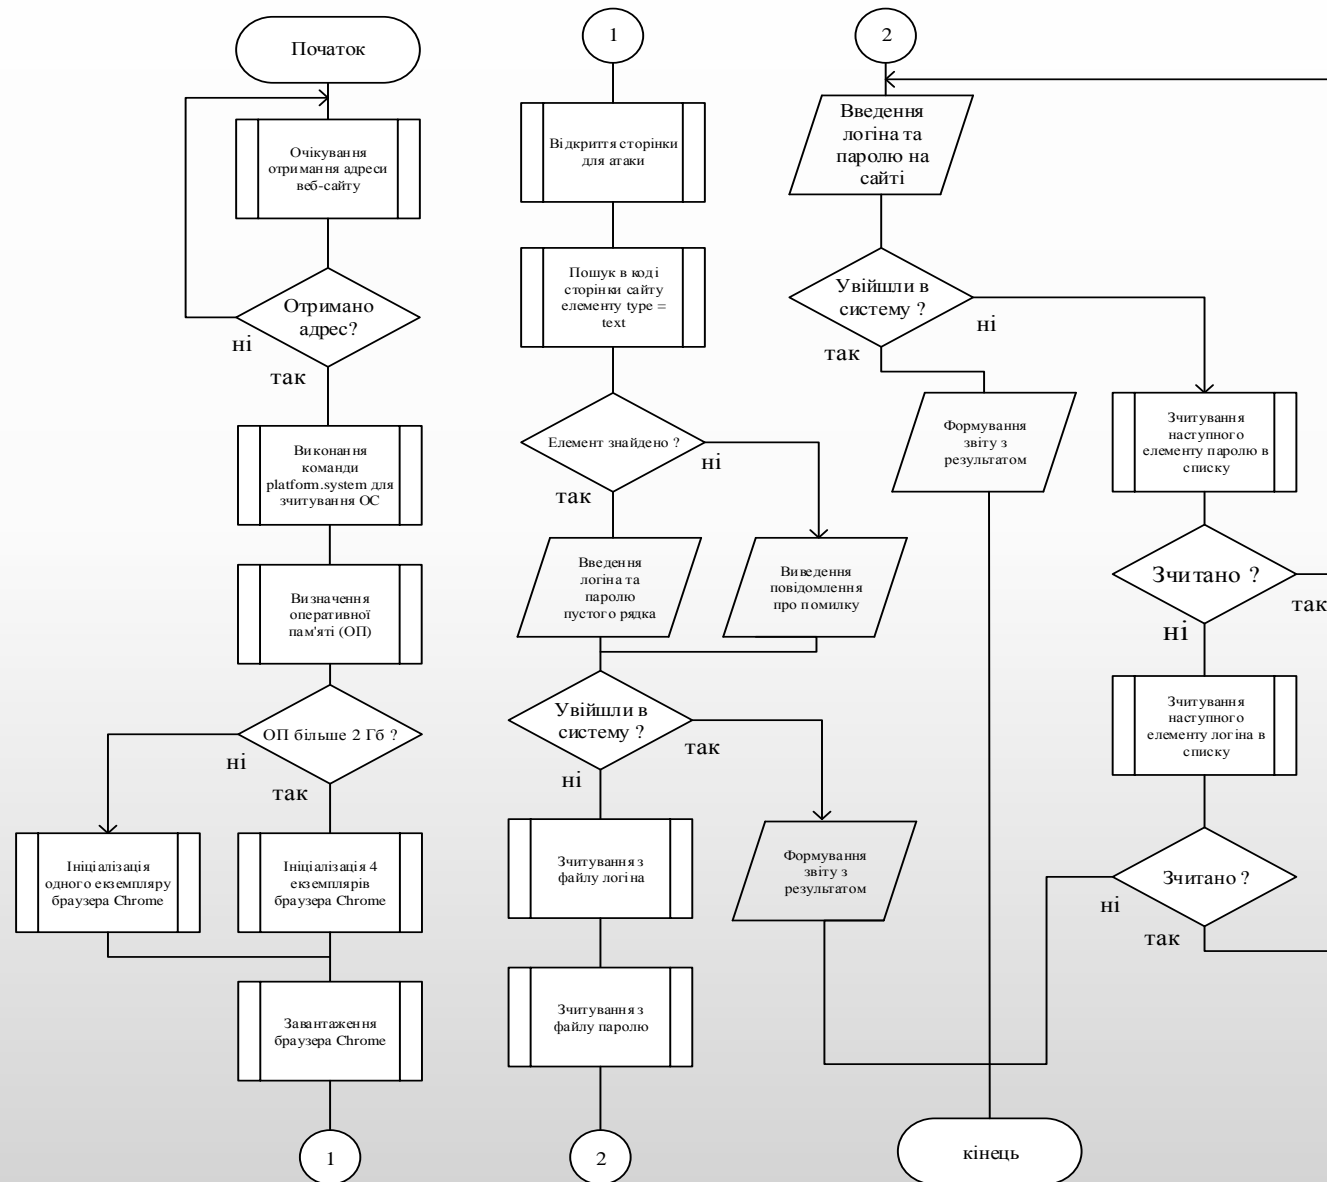 Початок
Очікування
отримання адреси
веб-сайту
Отримано
адрес?
ні
так
Виконання
команди
platform.system для
зчитування ОС
Визначення
оперативної
пам'яті (ОП)
ОП більше 2 Гб ?
ні
так
Ініціалізація
одного екземпляру
браузера Chrome
Ініціалізація 4
екземплярів
браузера Chrome
Завантаження
браузера Chrome
1
1
Відкриття сторінки
для атаки
Пошук в коді
сторінки сайту
елементу type =
text
Елемент знайдено ?
ні
так
Введення
логіна та
паролю
пустого рядка
Виведення
повідомлення
про помилку
Увійшли в
систему ?
так
ні
Зчитування з
файлу логіна
Формування
звіту з
результатом
Зчитування з
файлу паролю
2
2
Введення
логіна та
паролю на
сайті
Увійшли в
систему ?
ні
так
Формування
звіту з
результатом
Зчитування
наступного
елементу паролю в
списку
Зчитано ?
так
ні
Зчитування
наступного
елементу логіна в
списку
Зчитано ?
ні
так
кінець